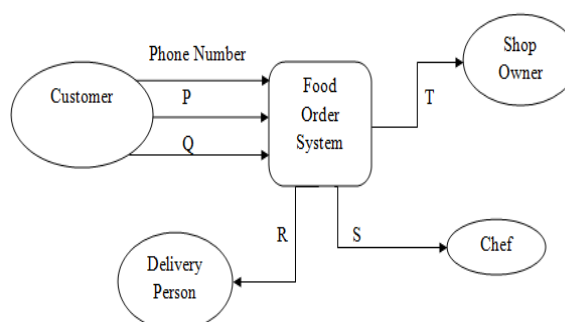 Phone Number
Customer
P
Q
Food
Order
System
Shop
Owner
T
R
S
Delivery
Person
Chef